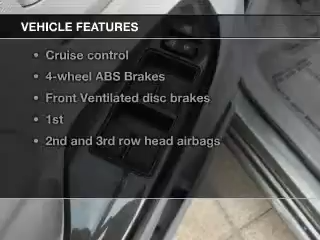 VEHICLE FEATURES
• Cruise control
• 4-wheel ABS Brakes
• Front Ventilated disc brakes
• 1st
• 2nd and 3rd row head airbags